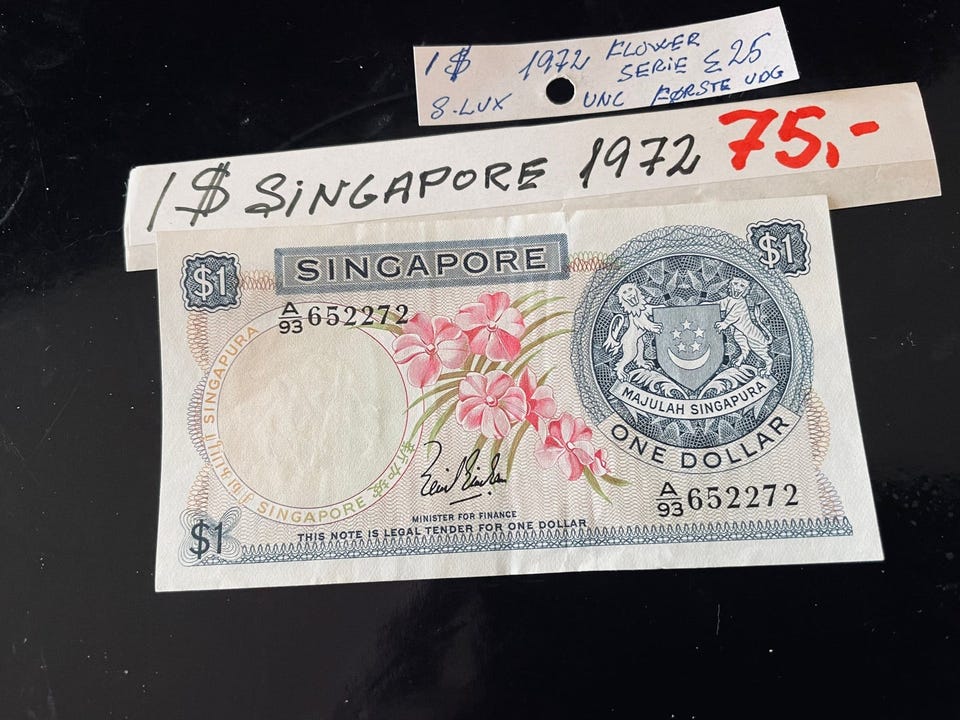 1$ 1972 FLOWER
SERIE £25
8.LUX UNC FØRSTE UDG
1$ SINGAPORE 1972 75,-
$1 SINGAPORE $1
A/93 652272
SINGAPURA
SINGAPORE
MAJULAH SINGAPURA
ONE DOLLAR
A/93 652272
MINISTER FOR FINANCE
THIS NOTE IS LEGAL TENDER FOR ONE DOLLAR
$1